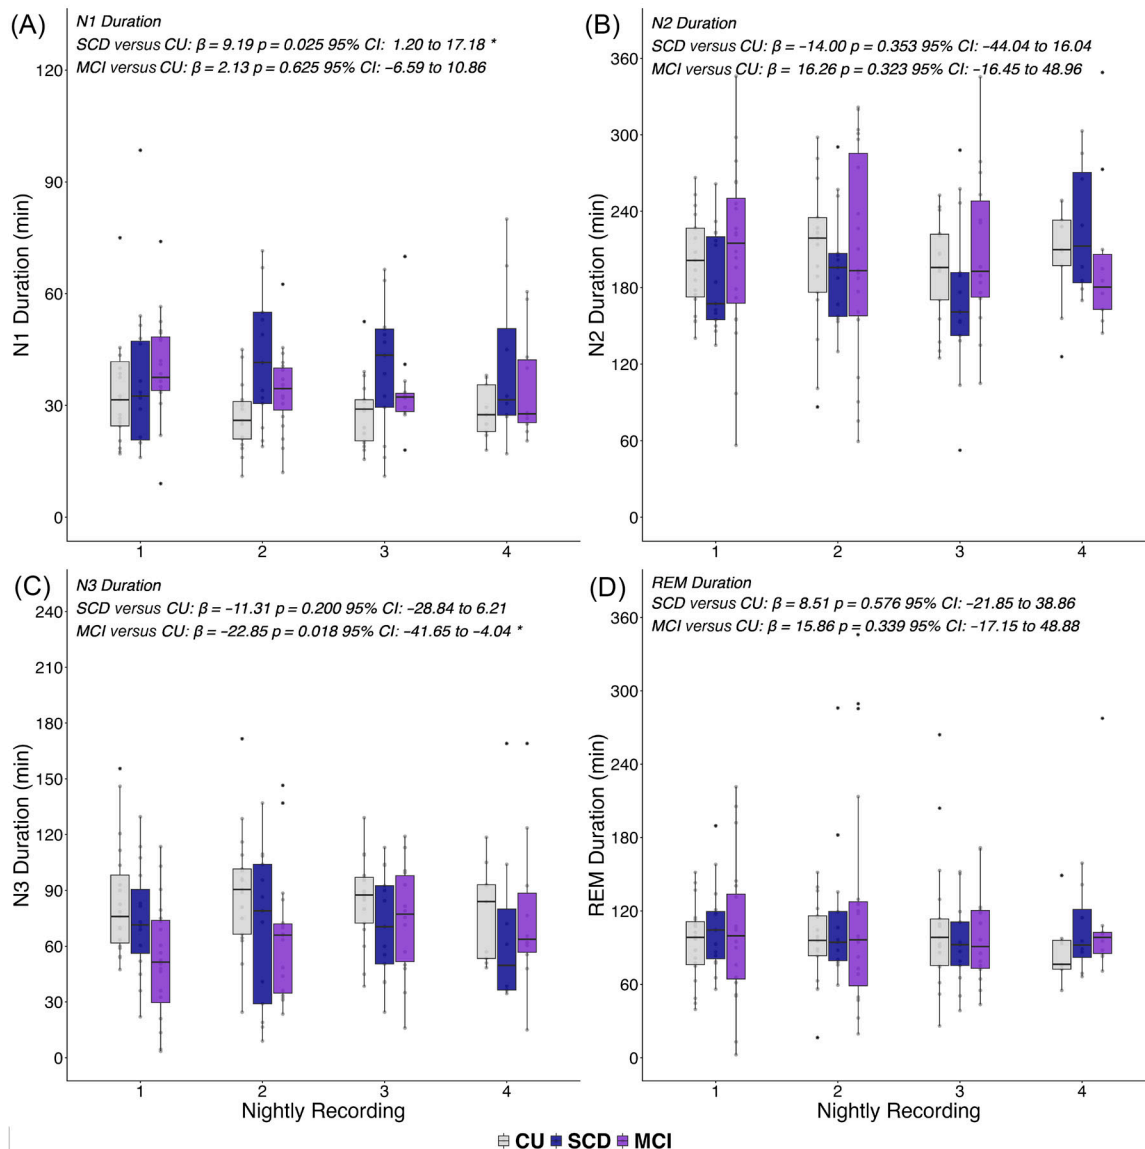 (A)
N1 Duration
SCD versus CU: β = 9.19 p = 0.025 95% CI: 1.20 to 17.18 *
MCI versus CU: β = 2.13 p = 0.625 95% CI: −6.59 to 10.86
120
90
60
30
0
N1 Duration (min)
1 2 3 4
(B)
N2 Duration
SCD versus CU: β = −14.00 p = 0.353 95% CI: −44.04 to 16.04
MCI versus CU: β = 16.26 p = 0.323 95% CI: −16.45 to 48.96
360
300
240
180
120
60
0
N2 Duration (min)
1 2 3 4
(C)
N3 Duration
SCD versus CU: β = −11.31 p = 0.200 95% CI: −28.84 to 6.21
MCI versus CU: β = −22.85 p = 0.018 95% CI: −41.65 to −4.04 *
240
210
180
150
120
90
60
30
0
N3 Duration (min)
1 2 3 4
Nightly Recording
(D)
REM Duration
SCD versus CU: β = 8.51 p = 0.576 95% CI: −21.85 to 38.86
MCI versus CU: β = 15.86 p = 0.339 95% CI: −17.15 to 48.88
360
300
240
180
120
60
0
REM Duration (min)
1 2 3 4
Nightly Recording
CU SCD MCI